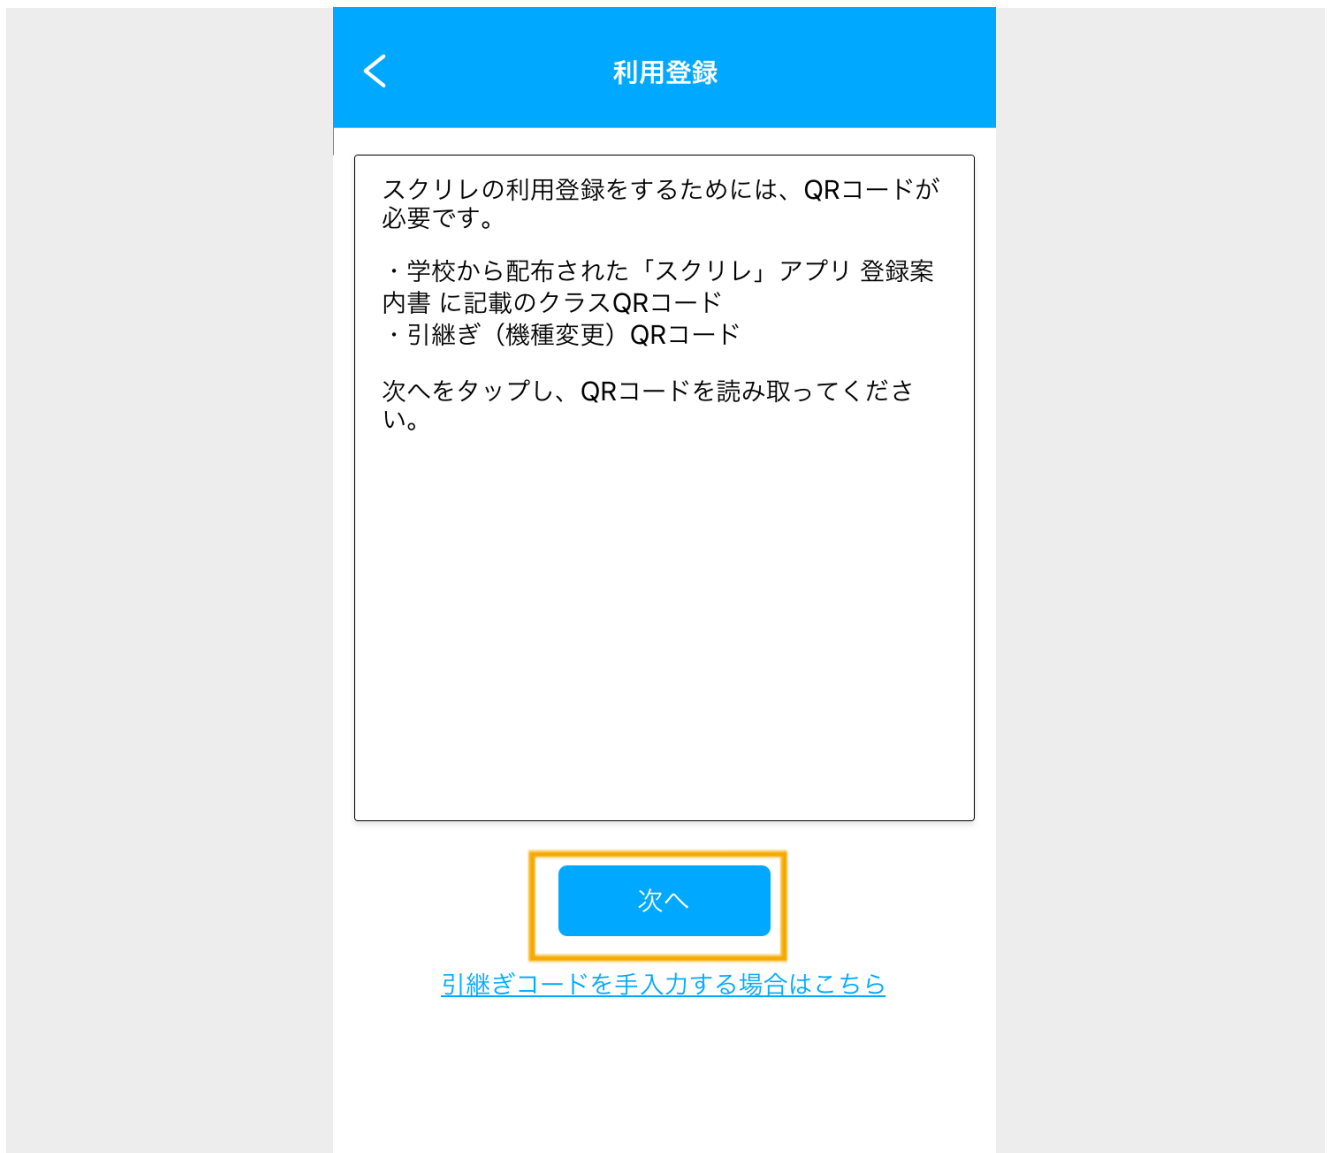 利用登録
スクリレの利用登録をするためには、QRコードが
必要です。
・学校から配布された「スクリレ」アプリ 登録案
内書 に記載のクラスQRコード
・引継ぎ（機種変更）QRコード
次へをタップし、QRコードを読み取ってくださ
い。
次へ
引継ぎコードを手入力する場合はこちら